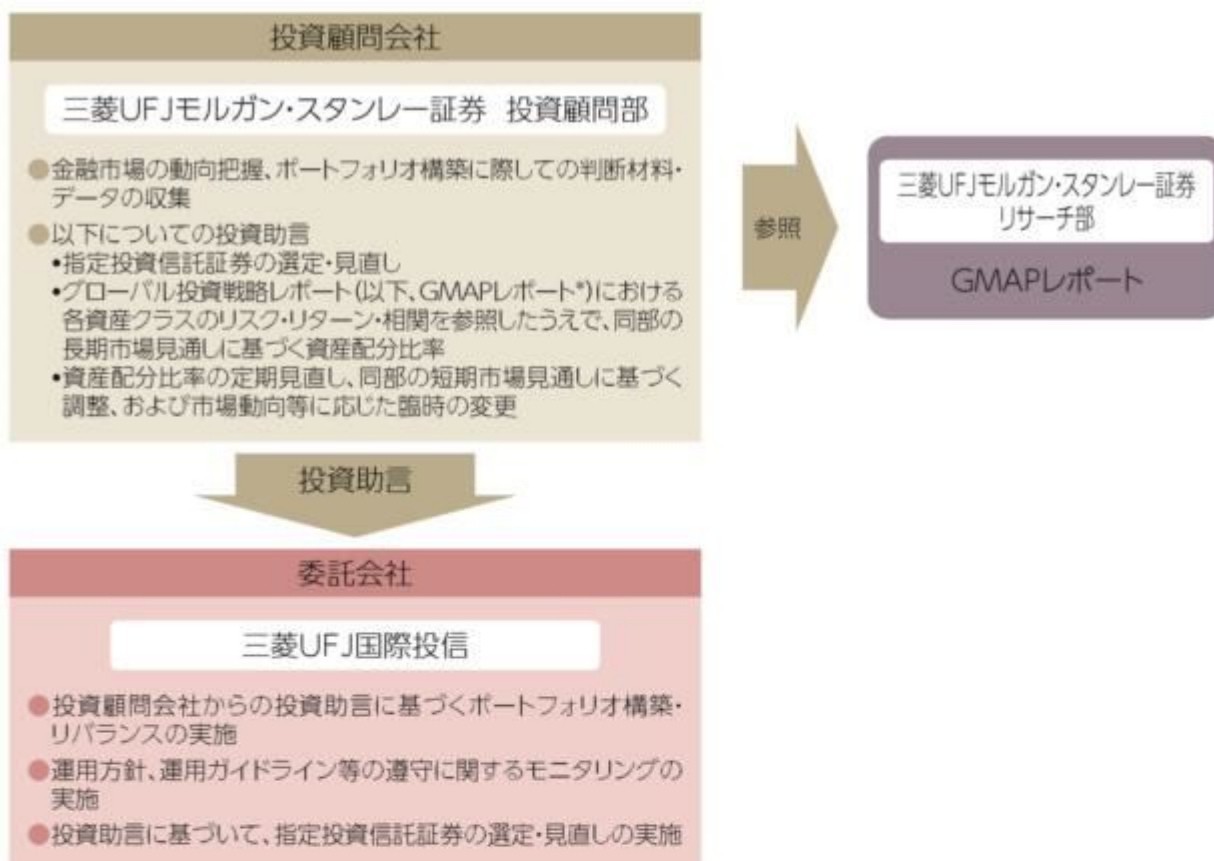 投資顧問会社
三菱UFJモルガン・スタンレー証券 投資顧問部
●金融市場の動向把握、ポートフォリオ構築に際しての判断材料・
データの収集
●以下についての投資助言
•指定投資信託証券の選定・見直し
•グローバル投資戦略レポート(以下、GMAPレポート*)における
各資産クラスのリスク・リターン・相関を参照したうえで、同部の
長期市場見通しに基づく資産配分比率
•資産配分比率の定期見直し、同部の短期市場見通しに基づく
調整、および市場動向等に応じた臨時の変更
参照
三菱UFJモルガン・スタンレー証券
リサーチ部
GMAPレポート
投資助言
委託会社
三菱UFJ国際投信
●投資顧問会社からの投資助言に基づくポートフォリオ構築・
リバランスの実施
●運用方針、運用ガイドライン等の遵守に関するモニタリングの
実施
●投資助言に基づいて、指定投資信託証券の選定・見直しの実施